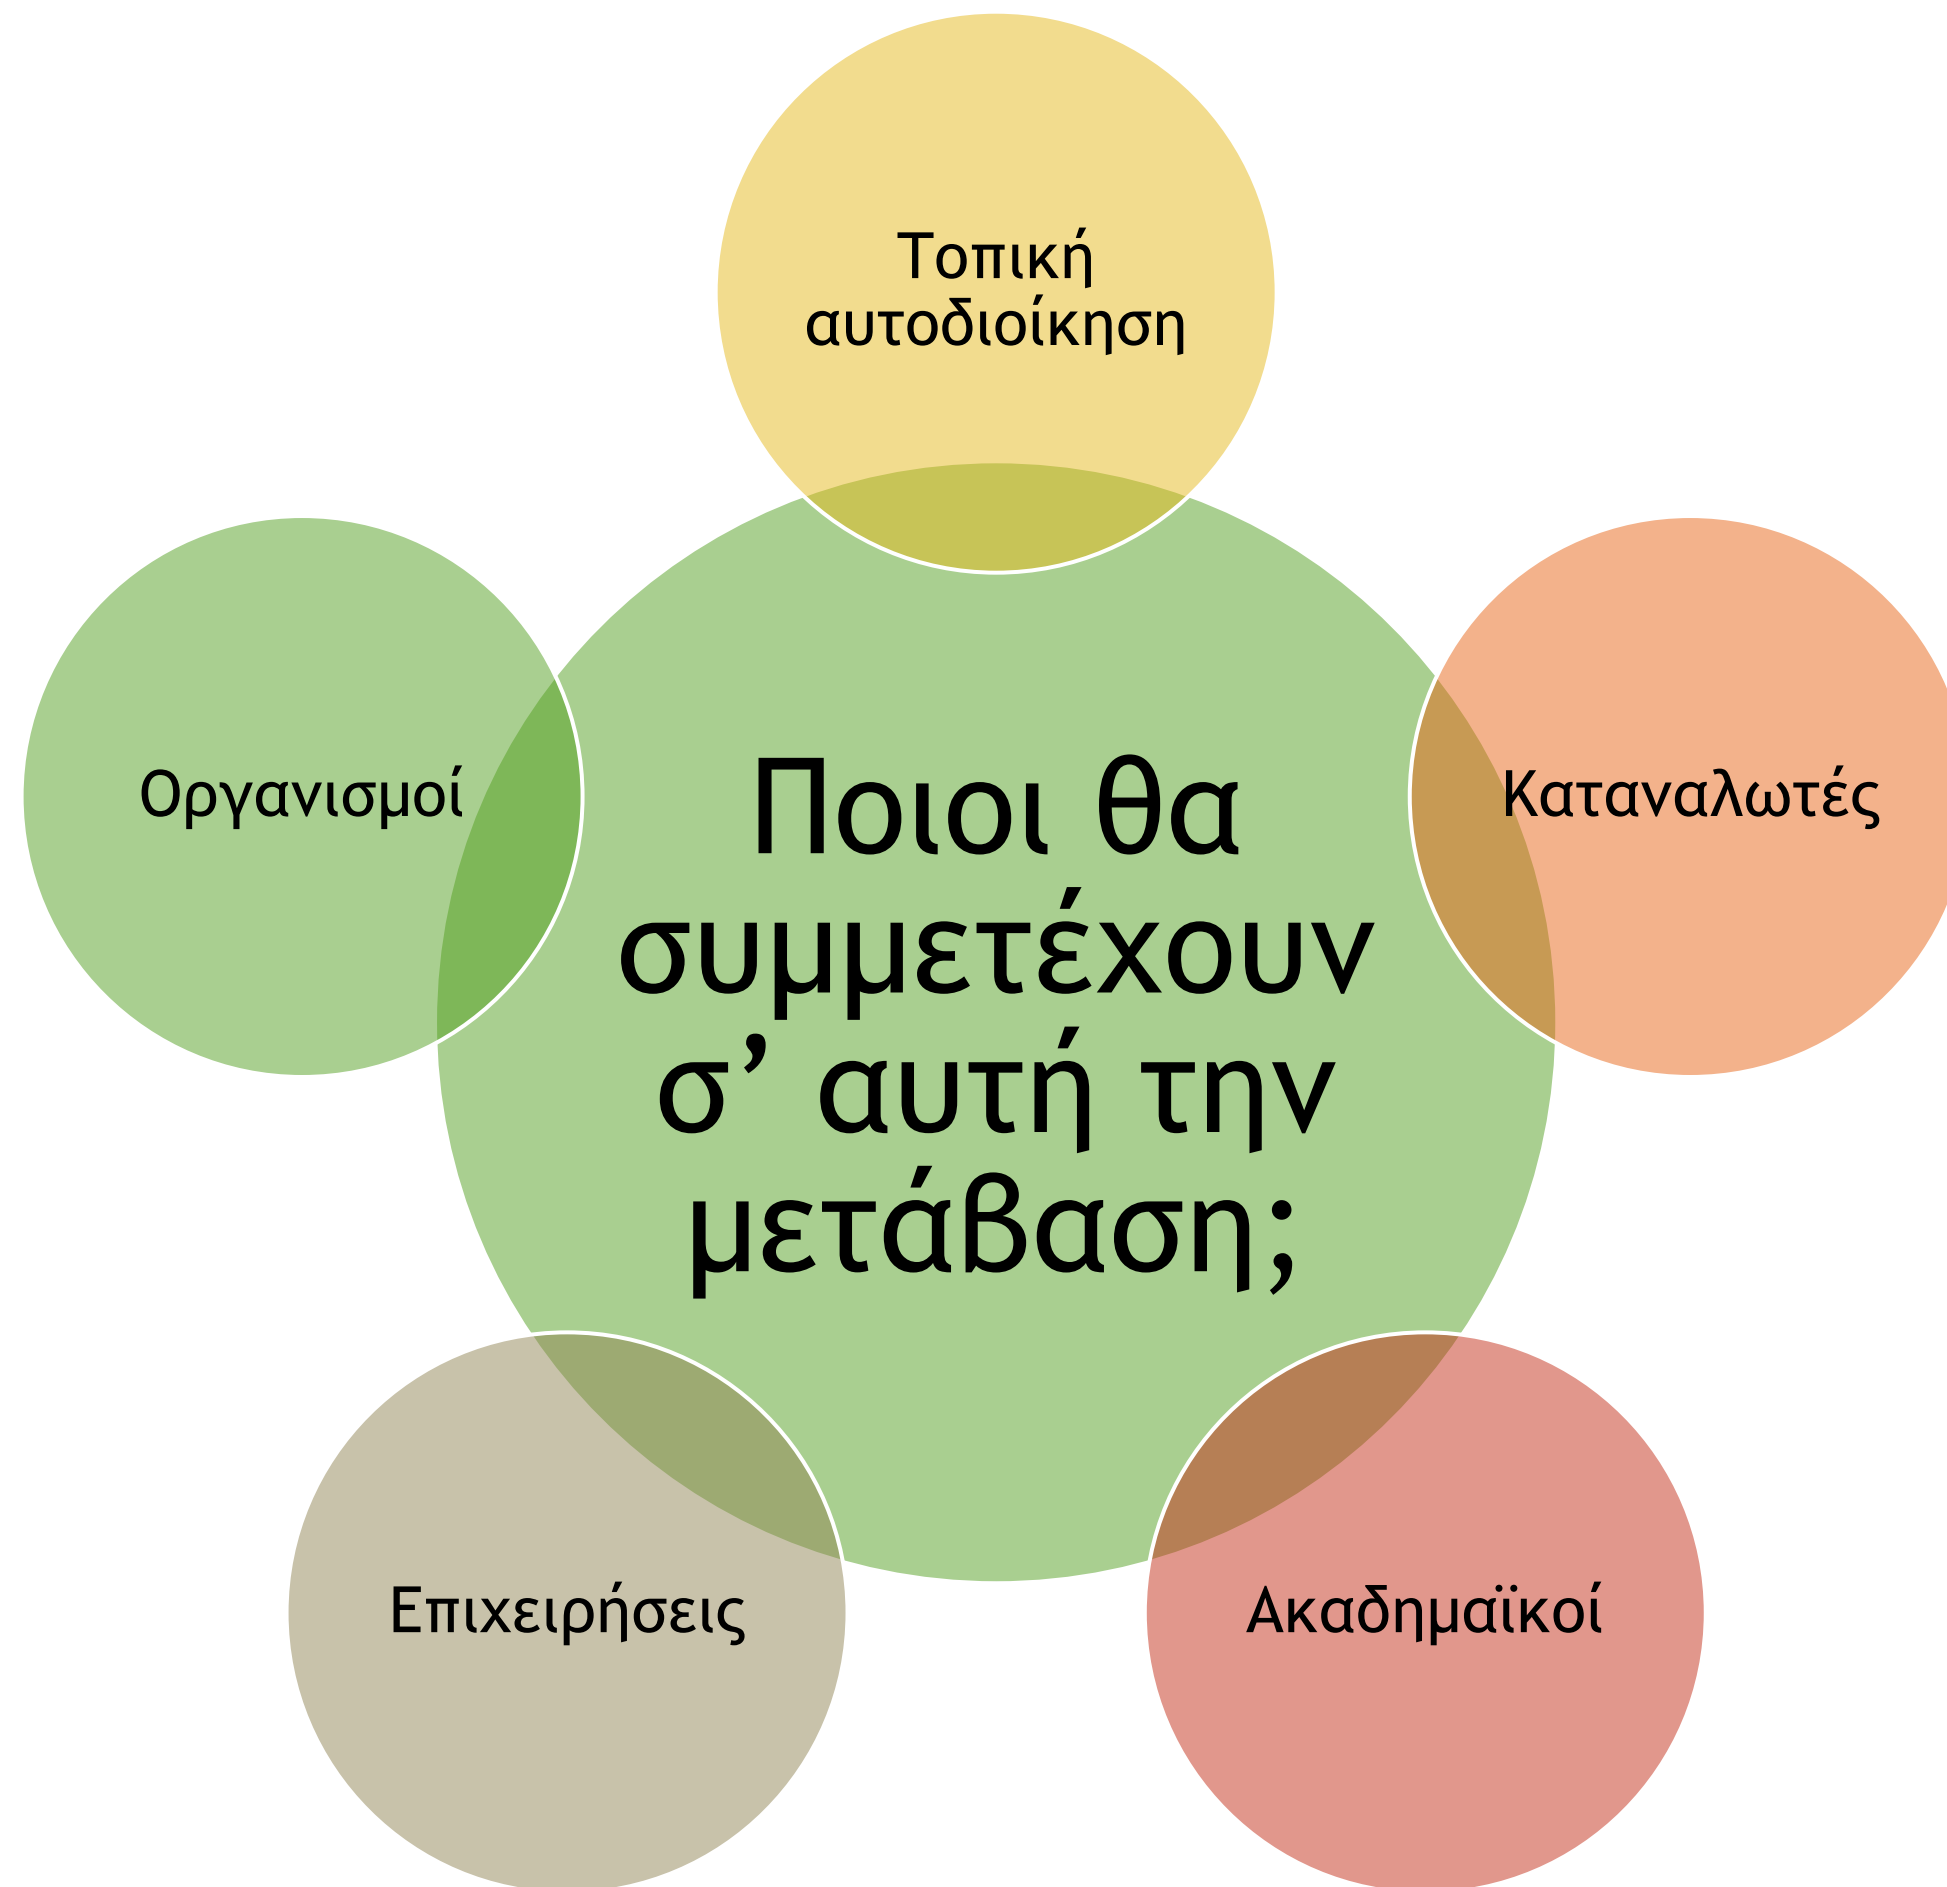 Τοπική
αυτοδιοίκηση
Οργανισμοί
Καταναλωτές
Ποιοι θα
συμμετέχουν
σ’ αυτή την
μετάβαση;
Επιχειρήσεις
Ακαδημαϊκοί